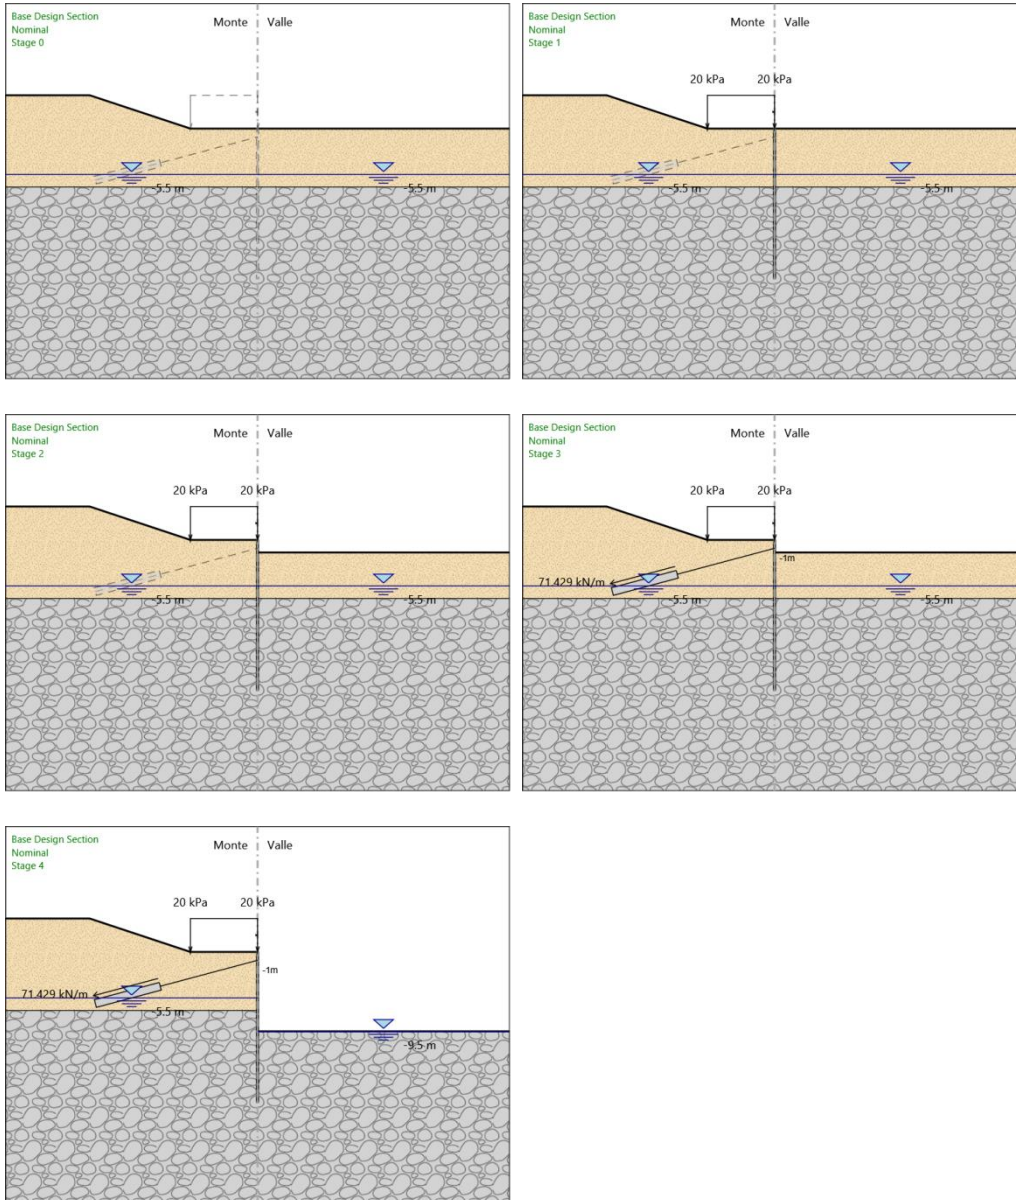 Base Design Section
Nominal
Stage 0
Monte
Valle
-5.5 m
-5.5 m
Base Design Section
Nominal
Stage 1
Monte
Valle
20 kPa
20 kPa
-5.5 m
-5.5 m
Base Design Section
Nominal
Stage 2
Monte
Valle
20 kPa
20 kPa
-5.5 m
-5.5 m
Base Design Section
Nominal
Stage 3
Monte
Valle
20 kPa
20 kPa
-1m
71.429 kN/m
-5.5 m
-5.5 m
Base Design Section
Nominal
Stage 4
Monte
Valle
20 kPa
20 kPa
-1m
71.429 kN/m
-5.5 m
-9.5 m